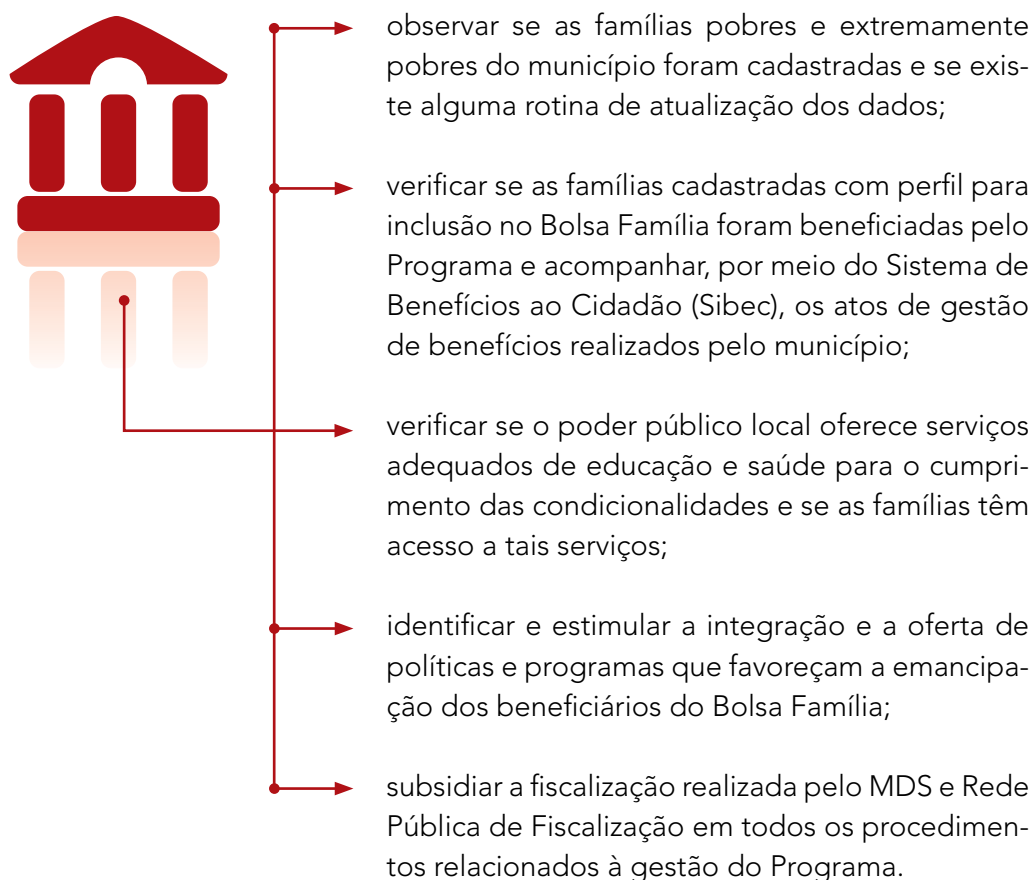 observar se as famílias pobres e extremamente
pobres do município foram cadastradas e se exis-
te alguma rotina de atualização dos dados;
verificar se as famílias cadastradas com perfil para
inclusão no Bolsa Família foram beneficiadas pelo
Programa e acompanhar, por meio do Sistema de
Benefícios ao Cidadão (Sibec), os atos de gestão
de benefícios realizados pelo município;
verificar se o poder público local oferece serviços
adequados de educação e saúde para o cumpri-
mento das condicionalidades e se as famílias têm
acesso a tais serviços;
identificar e estimular a integração e a oferta de
políticas e programas que favoreçam a emancipa-
ção dos beneficiários do Bolsa Família;
subsidiar a fiscalização realizada pelo MDS e Rede
Pública de Fiscalização em todos os procedimen-
tos relacionados à gestão do Programa.